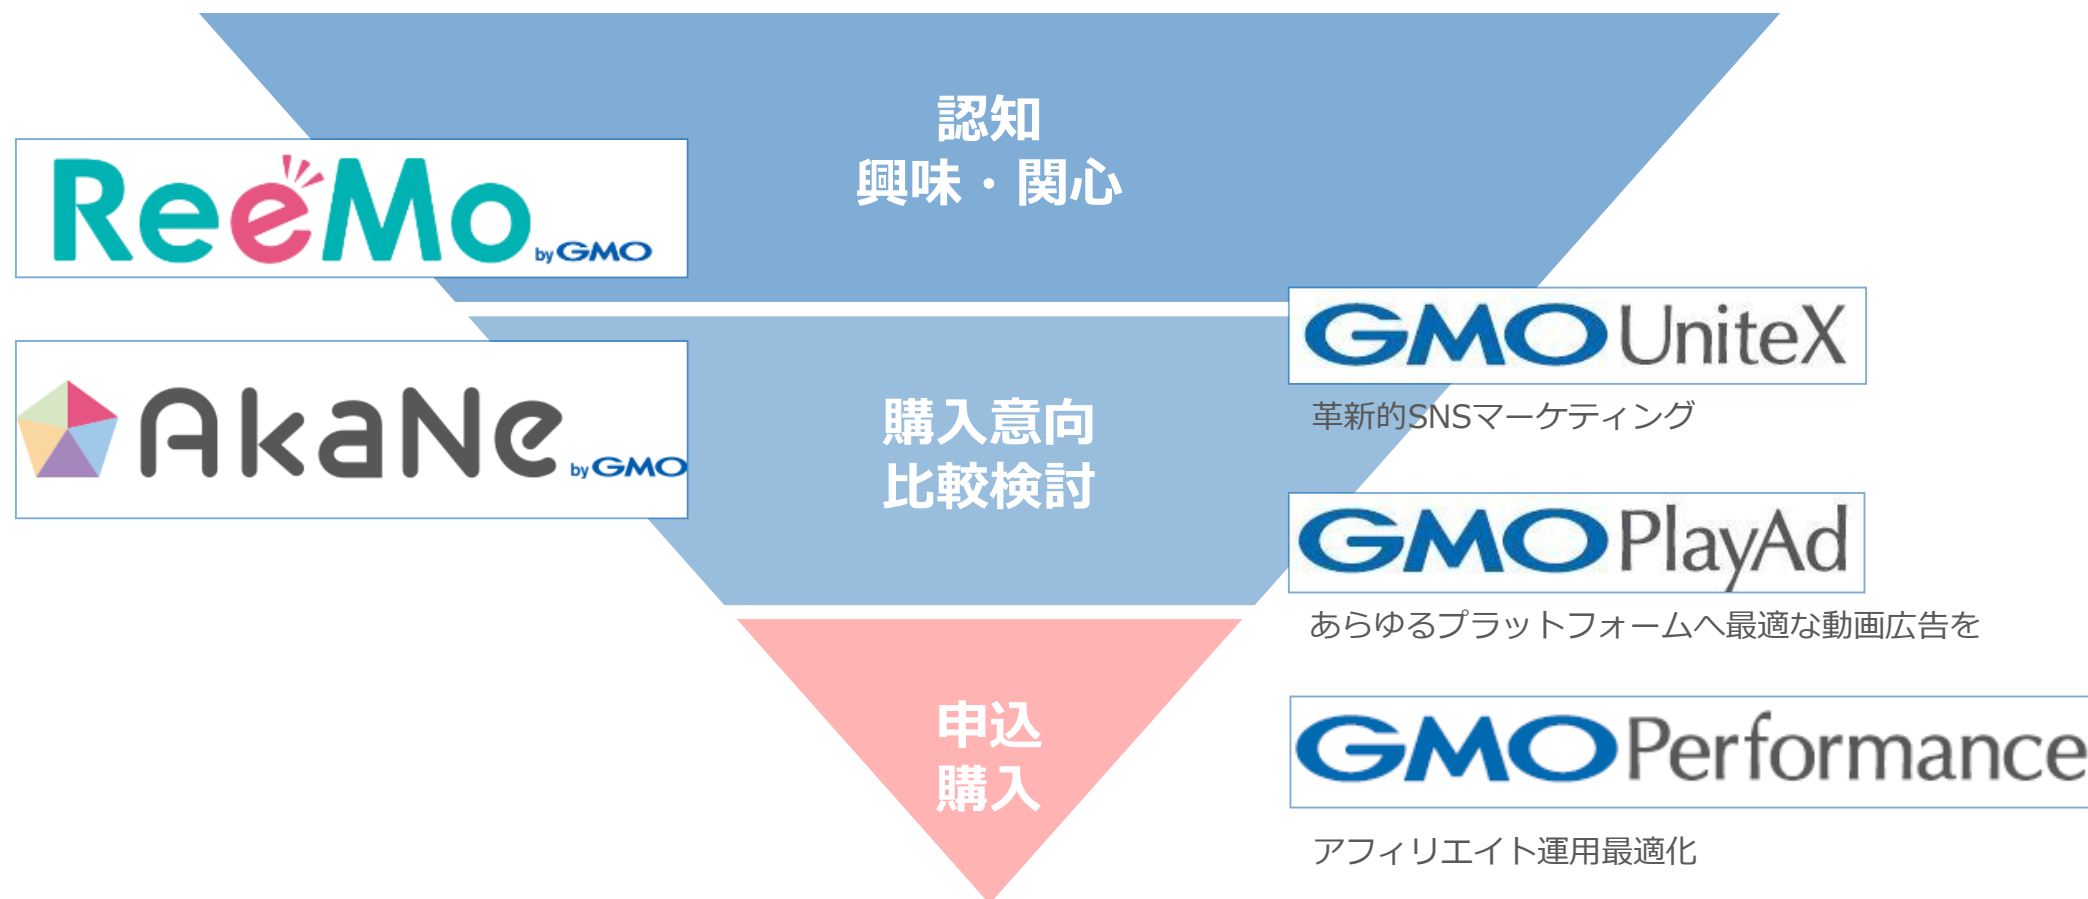 認知
興味・関心
ReeMo by GMO
AkaNe by GMO
購入意向
比較検討
申込
購入
GMO UniteX
革新的SNSマーケティング
GMO PlayAd
あらゆるプラットフォームへ最適な動画広告を
GMO Performance
アフィリエイト運用最適化